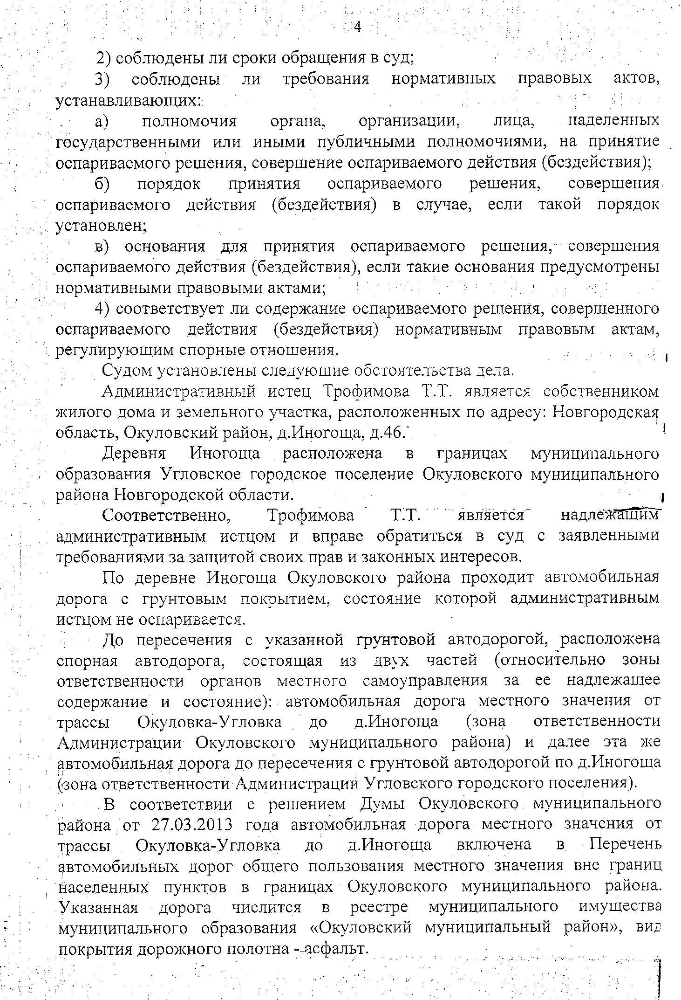 4
2) соблюдены ли сроки обращения в суд;
3) соблюдены ли требования нормативных правовых актов,
устанавливающих:
а) полномочия органа, организации, лица, наделенных
государственными или иными публичными полномочиями, на принятие
оспариваемого решения, совершение оспариваемого действия (бездействия);
б) порядок принятия оспариваемого решения, совершения
оспариваемого действия (бездействия) в случае, если такой порядок
установлен;
в) основания для принятия оспариваемого решения, совершения
оспариваемого действия (бездействия), если такие основания предусмотрены
нормативными правовыми актами;
4) соответствует ли содержание оспариваемого решения, совершенного
оспариваемого действия (бездействия) нормативным правовым актам,
регулирующим спорные отношения.
Судом установлены следующие обстоятельства дела.
Административный истец Трофимова Т.Т. является собственником
жилого дома и земельного участка, расположенных по адресу: Новгородская
область, Окуловский район, д.Иногоща, д.46.
Деревня Иногоща расположена в границах муниципального
образования Угловское городское поселение Окуловского муниципального
района Новгородской области.
Соответственно, Трофимова Т.Т. является надлежащим
административным истцом и вправе обратиться в суд с заявленными
требованиями за защитой своих прав и законных интересов.
По деревне Иногоща Окуловского района проходит автомобильная
дорога с грунтовым покрытием, состояние которой административным
истцом не оспаривается.
До пересечения с указанной грунтовой автодорогой, расположена
спорная автодорога, состоящая из двух частей (относительно зоны
ответственности органов местного самоуправления за ее надлежащее
содержание и состояние): автомобильная дорога местного значения от
трассы Окуловка-Угловка до д.Иногоща (зона ответственности
Администрации Окуловского муниципального района) и далее эта же
автомобильная дорога до пересечения с грунтовой автодорогой по д.Иногоща
(зона ответственности Администраций Угловского городского поселения).
В соответствии с решением Думы Окуловского муниципального
района от 27.03.2013 года автомобильная дорога местного значения от
трассы Окуловка-Угловка до д.Иногоща включена в Перечень
автомобильных дорог общего пользования местного значения вне границ
населенных пунктов в границах Окуловского муниципального района.
Указанная дорога числится в реестре муниципального имущества
муниципального образования «Окуловский муниципальный район», вид
покрытия дорожного полотна - асфальт.